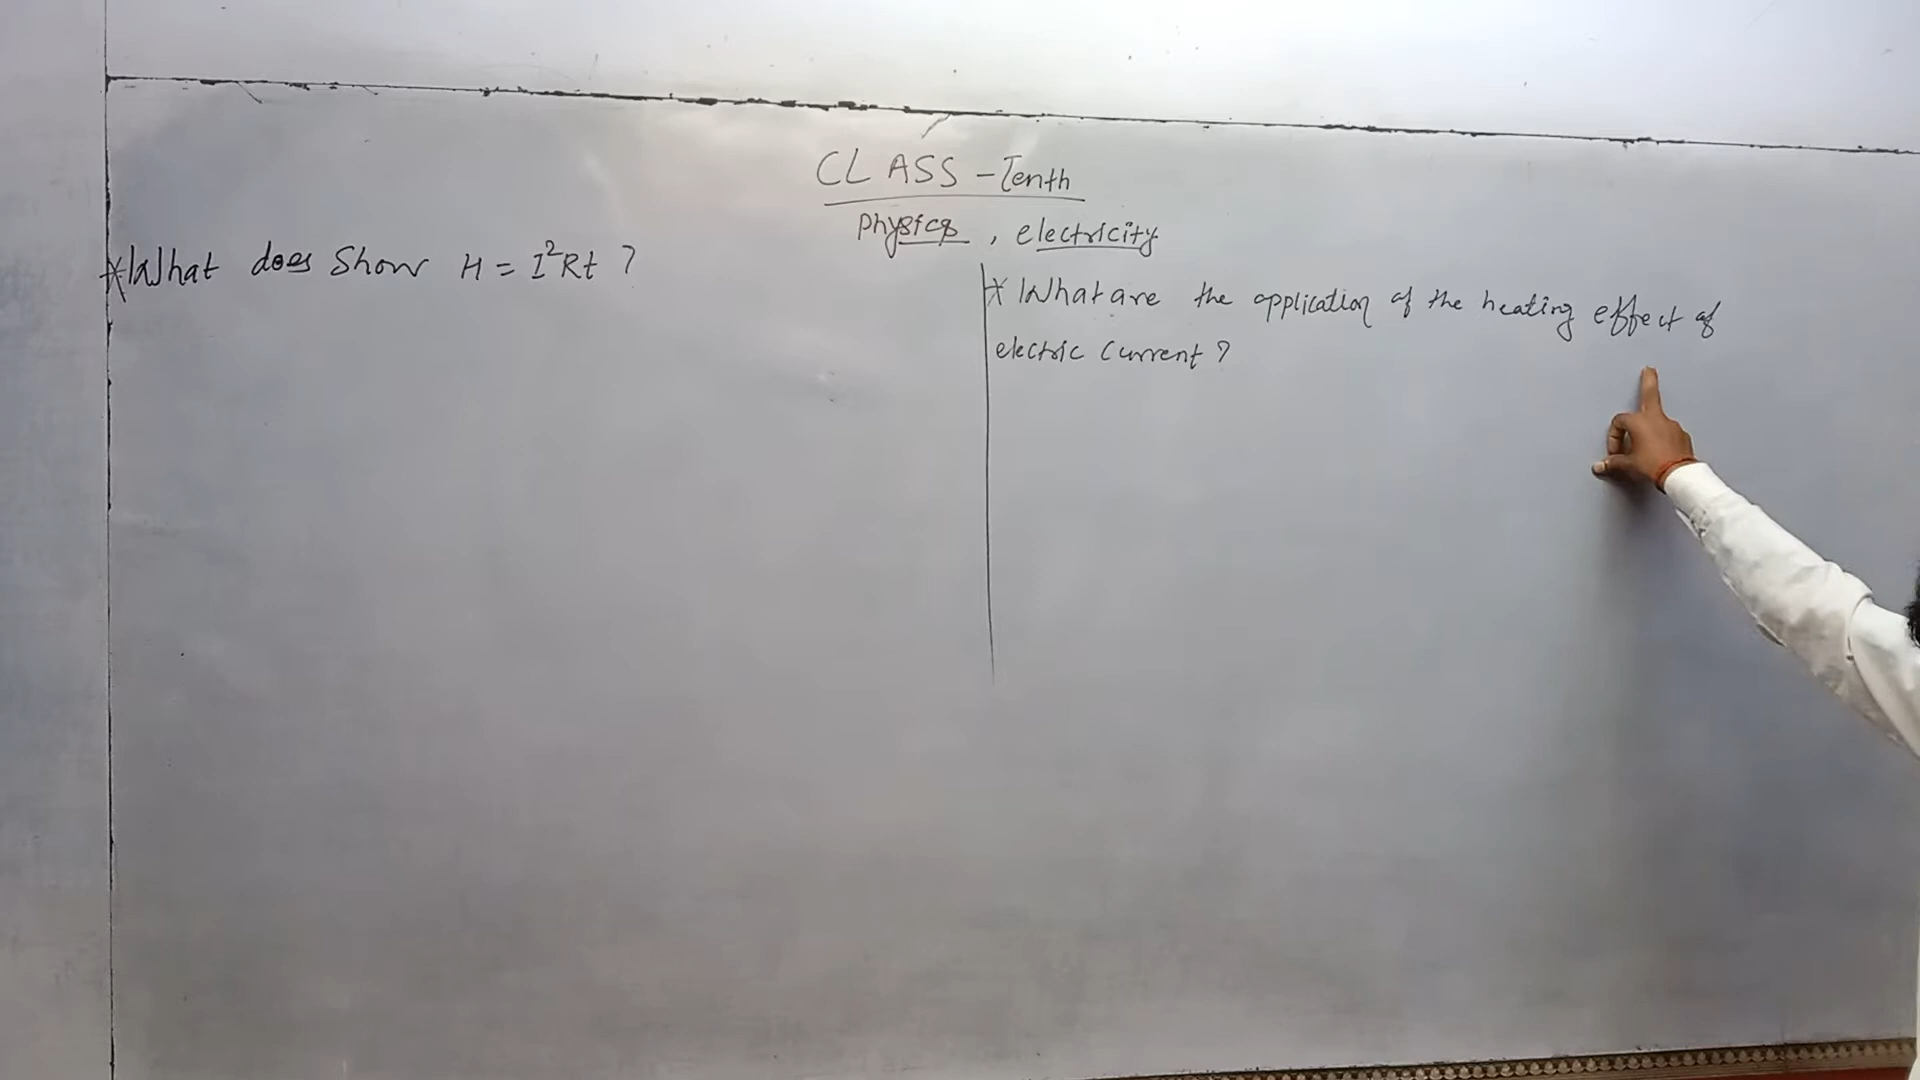 CLASS - Tenth
Physics, electricity
*What does Show H = I²Rt ?
* What are the application of the heating effect of
electric Current ?